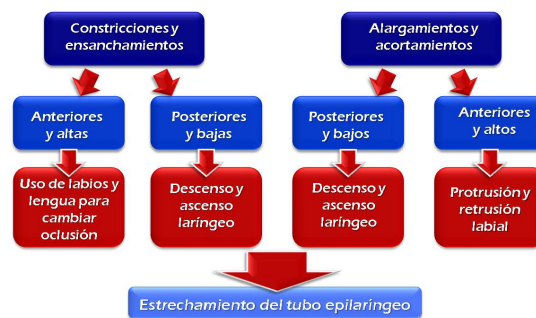 Constricciones y
ensanchamientos
Alargamientos y
acortamientos
Anteriores
y altas
Posteriores
y bajas
Posteriores
y bajos
Anteriores
y altos
Uso de labios y
lengua para
cambiar
oclusión
Descenso y
ascenso
laríngeo
Descenso y
ascenso
laríngeo
Protrusión y
retrusión
labial
Estrechamiento del tubo epilaríngeo